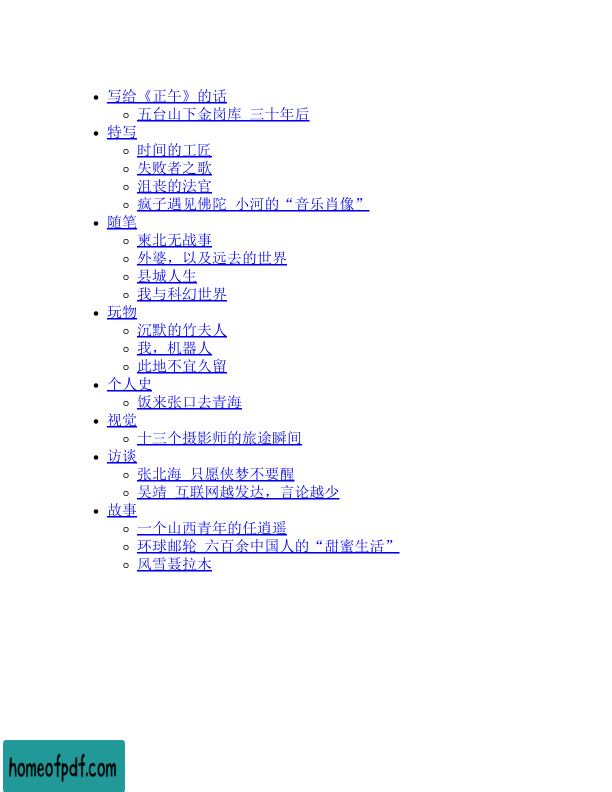 写给《正午》的话
五台山下金岗库 三十年后
特写
时间的工匠
失败者之歌
沮丧的法官
疯子遇见佛陀 小河的“音乐肖像”
随笔
柬北无战事
外婆，以及远去的世界
县城人生
我与科幻世界
玩物
沉默的竹夫人
我，机器人
此地不宜久留
个人史
饭来张口去青海
视觉
十三个摄影师的旅途瞬间
访谈
张北海 只愿侠梦不要醒
吴靖 互联网越发达，言论越少
故事
一个山西青年的任逍遥
环球邮轮 六百余中国人的“甜蜜生活”
风雪聂拉木
homeofpdf.com